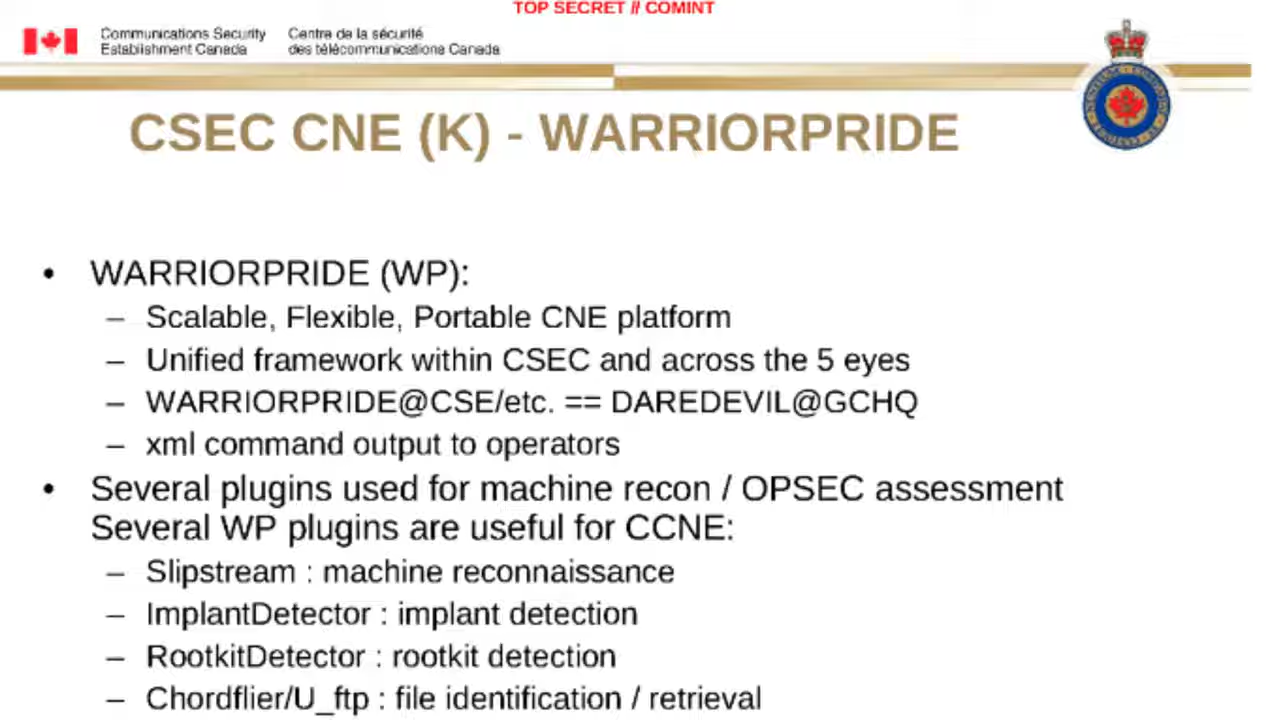 TOP SECRET // COMINT
Communications Security Establishment Canada
Centre de la sécurité des télécommunications Canada
CSEC CNE (K) - WARRIORPRIDE
• WARRIORPRIDE (WP):
– Scalable, Flexible, Portable CNE platform
– Unified framework within CSEC and across the 5 eyes
– WARRIORPRIDE@CSE/etc. == DAREDEVIL@GCHQ
– xml command output to operators
• Several plugins used for machine recon / OPSEC assessment
Several WP plugins are useful for CCNE:
– Slipstream : machine reconnaissance
– ImplantDetector : implant detection
– RootkitDetector : rootkit detection
– Chordflier/U_ftp : file identification / retrieval